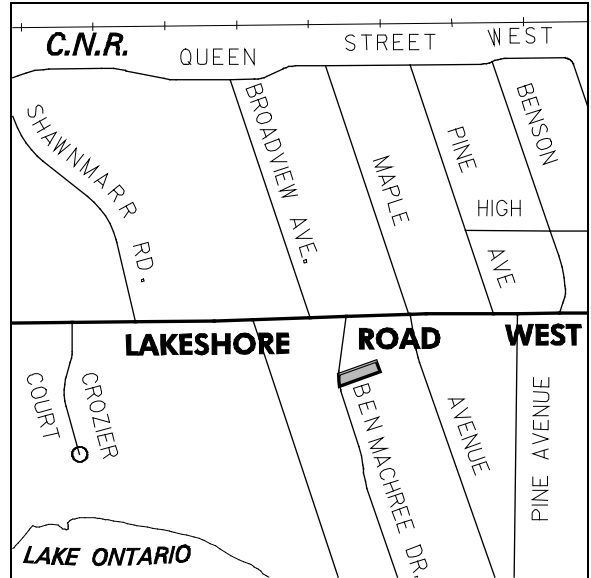 C.N.R. QUEEN STREET WEST
SHAWNMARR RD.
BROADVIEW AVE.
MAPLE
PINE
AVE
BENSON
HIGH
LAKESHORE ROAD WEST
CROZIER
COURT
BENMACHREE DR.
AVENUE
PINE AVENUE
LAKE ONTARIO